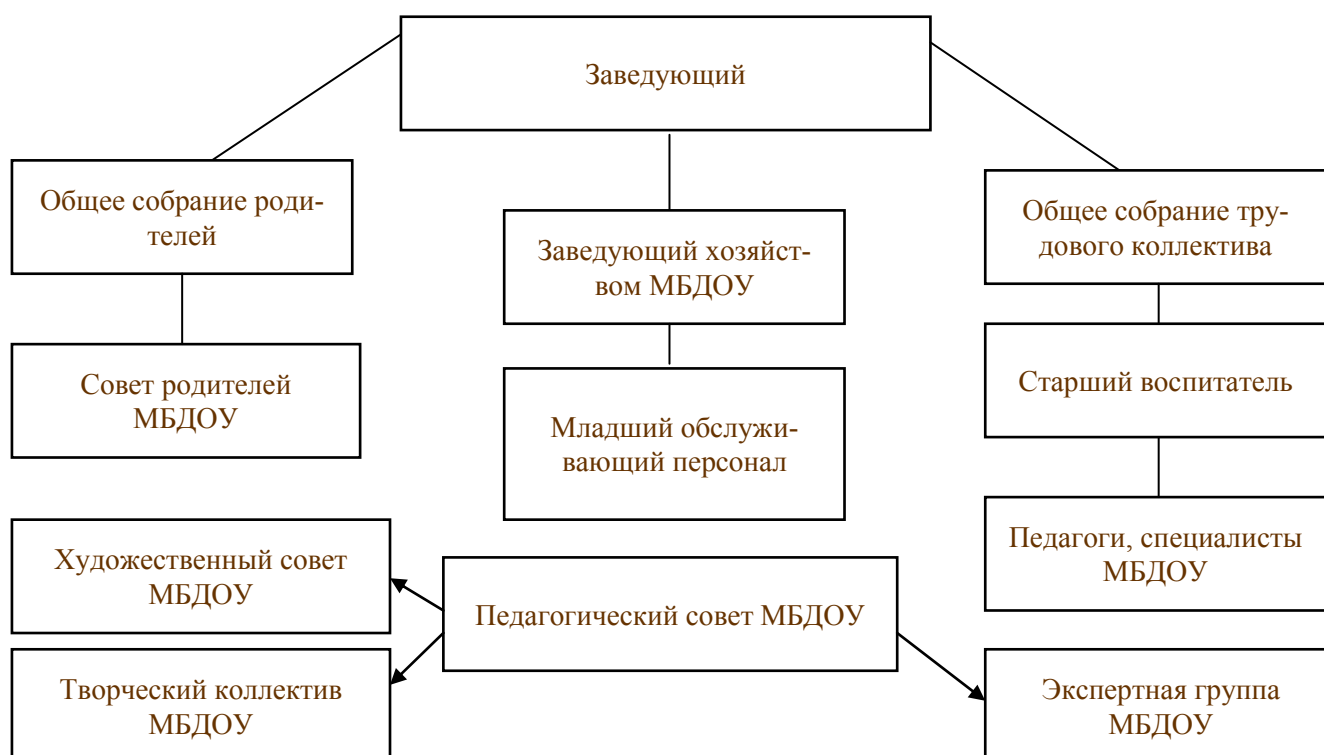 Заведующий
Общее собрание роди-
телей
Заведующий хозяйст-
вом МБДОУ
Общее собрание тру-
дового коллектива
Совет родителей
МБДОУ
Младший обслужи-
вающий персонал
Старший воспитатель
Педагоги, специалисты
МБДОУ
Художественный совет
МБДОУ
Педагогический совет МБДОУ
Творческий коллектив
МБДОУ
Экспертная группа
МБДОУ